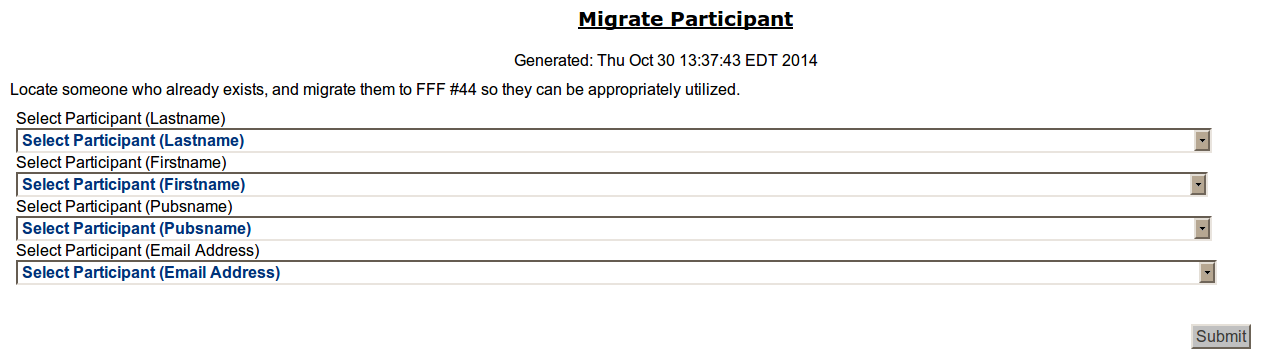 Migrate Participant
Generated: Thu Oct 30 13:37:43 EDT 2014
Locate someone who already exists, and migrate them to FFF #44 so they can be appropriately utilized.
Select Participant (Lastname)
Select Participant (Lastname)
Select Participant (Firstname)
Select Participant (Firstname)
Select Participant (Pubsname)
Select Participant (Pubsname)
Select Participant (Email Address)
Select Participant (Email Address)
Submit